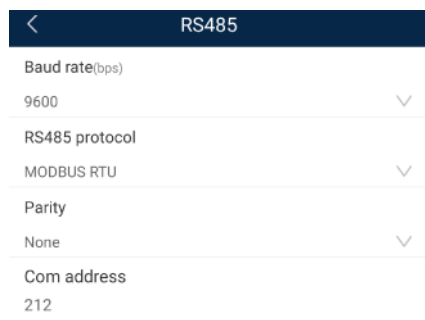 RS485
Baud rate(bps)
9600
RS485 protocol
MODBUS RTU
Parity
None
Com address
212